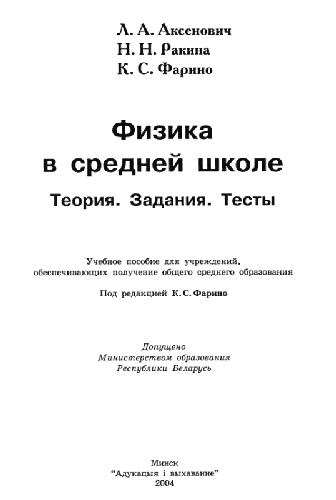 Л. А. Аксенович
Н. Н. Ракина
К. С. Фарино
Физика
в средней школе
Теория. Задания. Тесты
Учебное пособие для учреждений,
обеспечивающих получение общего среднего образования
Под редакцией К. С. Фарино
Допущено
Министерством образования
Республики Беларусь
Минск
"Адукацыя і выхаванне"
2004